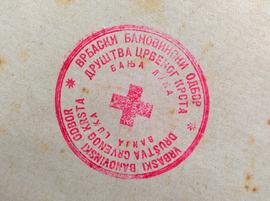 ВРБАСКИ БАНОВИНСКИ ОДБОР
ДРУШТВА ЦРВЕНОГ КРСТА
БАЊА ЛУКА
VRBASKI BANOVINSKI ODBOR
DRUŠTVA CRVENOG KRSTA
BANJA LUKA